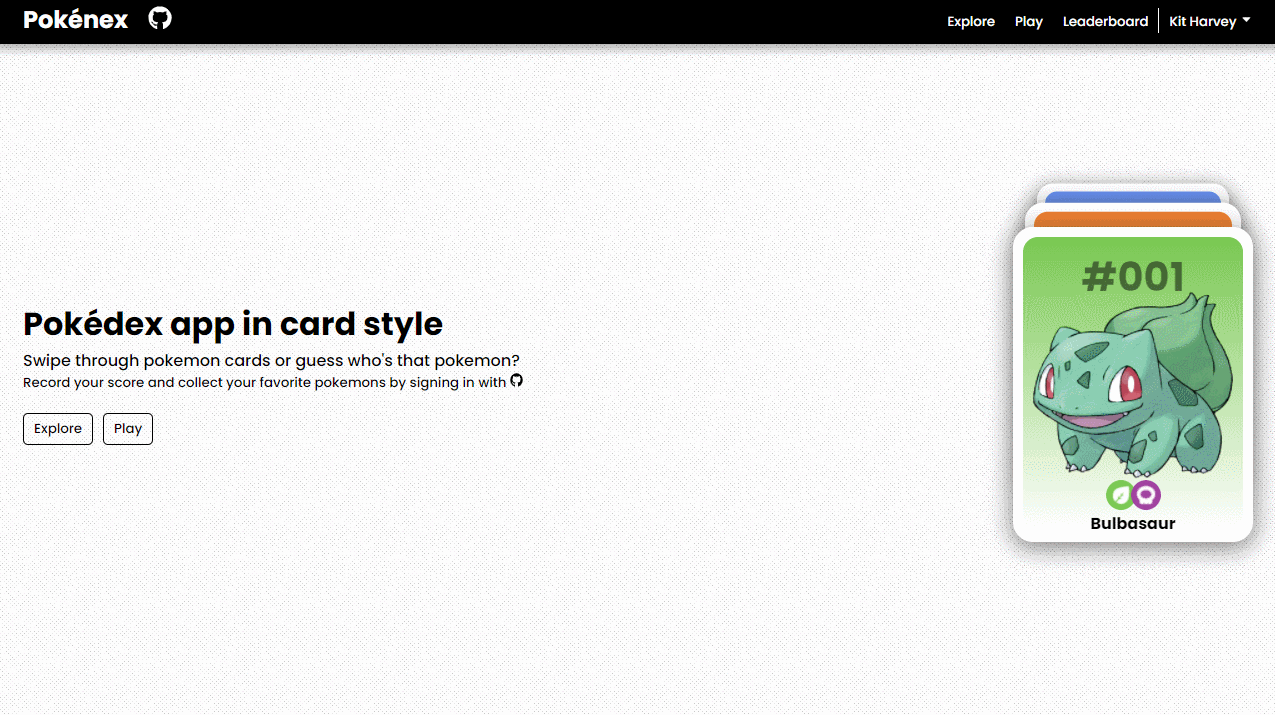 Pokénex
Explore Play Leaderboard Kit Harvey
Pokédex app in card style
Swipe through pokemon cards or guess who's that pokemon?
Record your score and collect your favorite pokemons by signing in with
Explore Play
#001
Bulbasaur